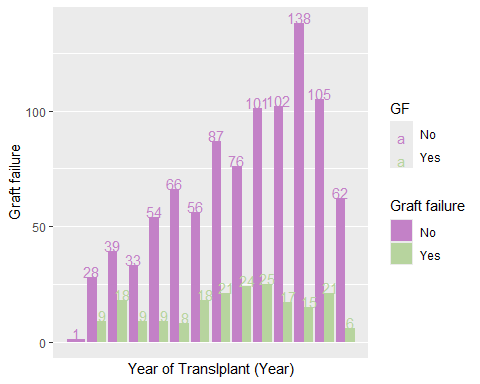 138
101 102 105
87
76
66
62
54
56
39
33
28
24 25
18
18
21
21
17
15
9
9
9
8
6
1
100
50
0
Graft failure
Year of Translplant (Year)
GF
a No
a Yes
Graft failure
No
Yes